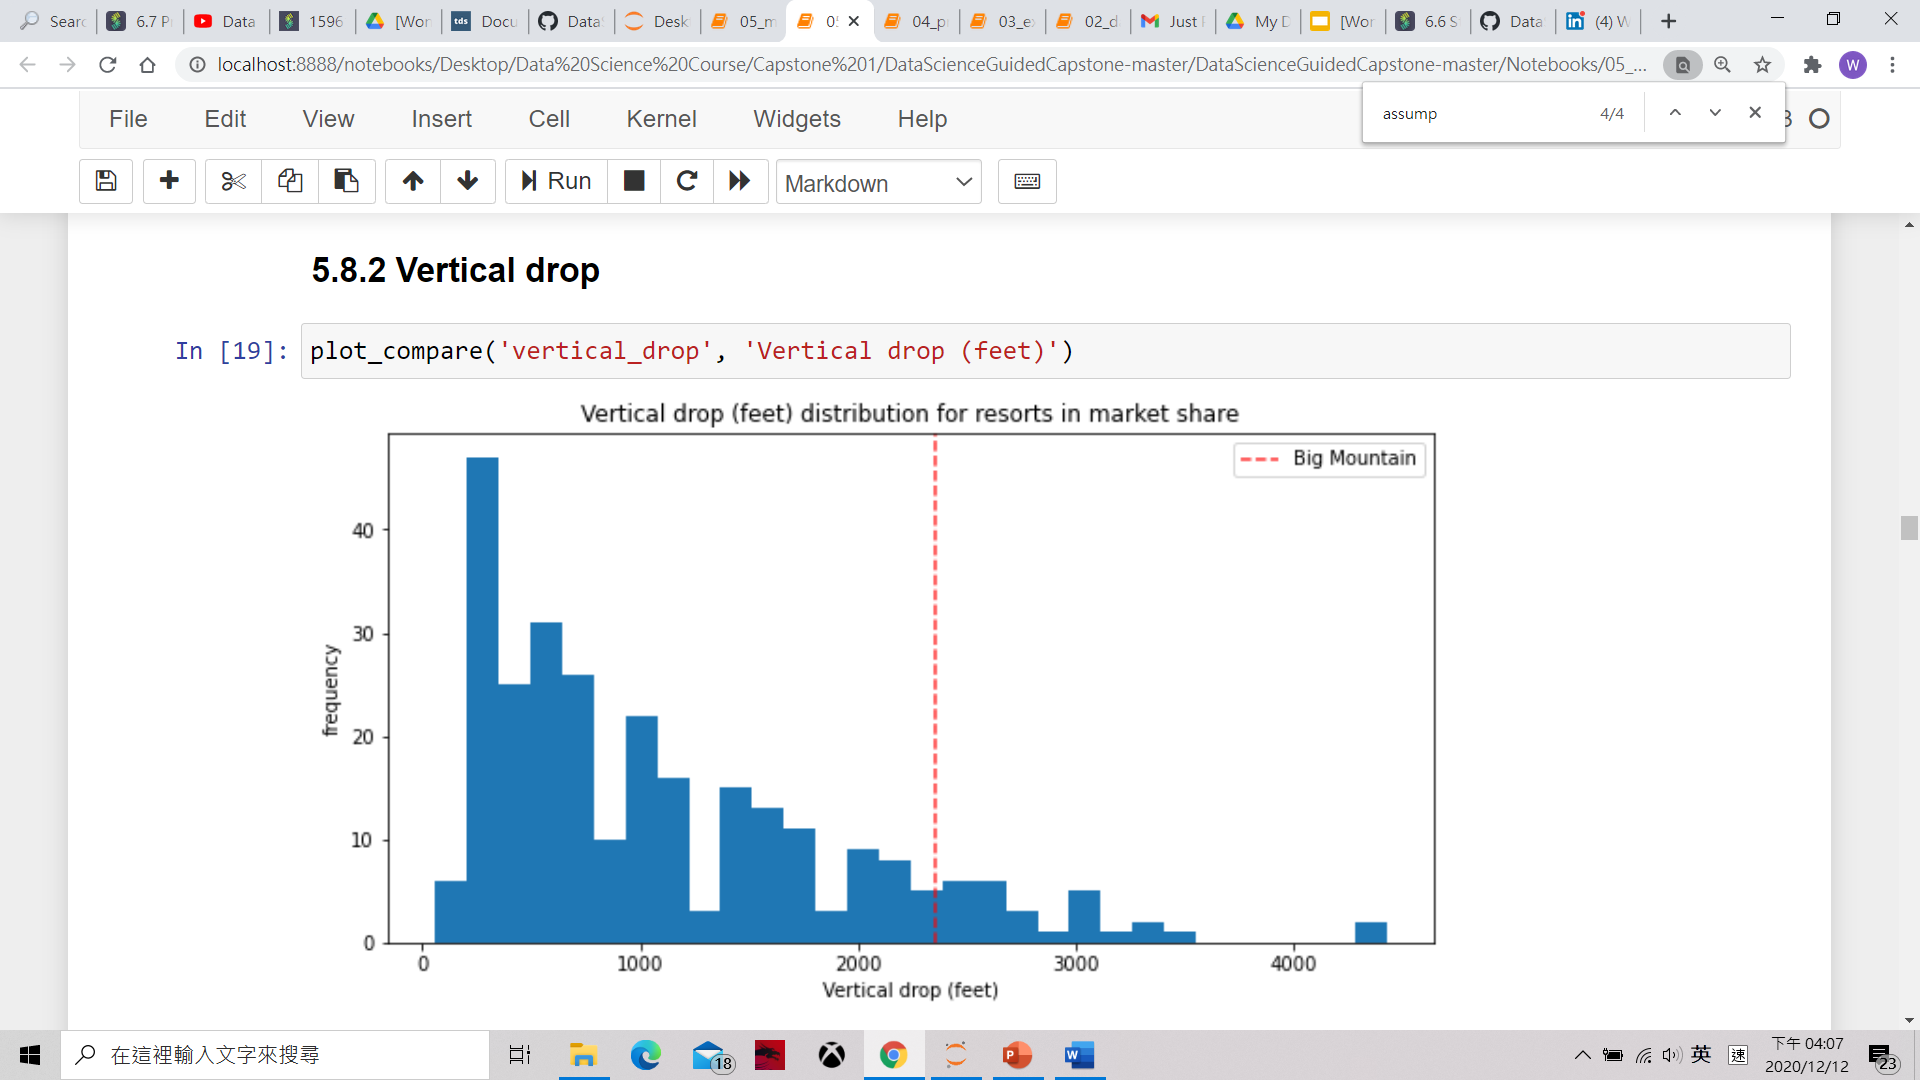 Searc
6.7 P
Data
1596
[Wor
tds Docu
Data
Desk
05_m
05
04_p
03_e
02_d
Just
My D
[Wor
6.6 S
Data
(4) W
localhost:8888/notebooks/Desktop/Data%20Science%20Course/Capstone%201/DataScienceGuidedCapstone-master/DataScienceGuidedCapstone-master/Notebooks/05_...
W
assump 4/4
File Edit View Insert Cell Kernel Widgets Help
Run Markdown
5.8.2 Vertical drop
In [19]: plot_compare('vertical_drop', 'Vertical drop (feet)')
Vertical drop (feet) distribution for resorts in market share
Big Mountain
40
30
20
10
0
frequency
0 1000 2000 3000 4000
Vertical drop (feet)
在這裡輸入文字來搜尋
18
P
W
英
速
下午 04:07
2020/12/12
23